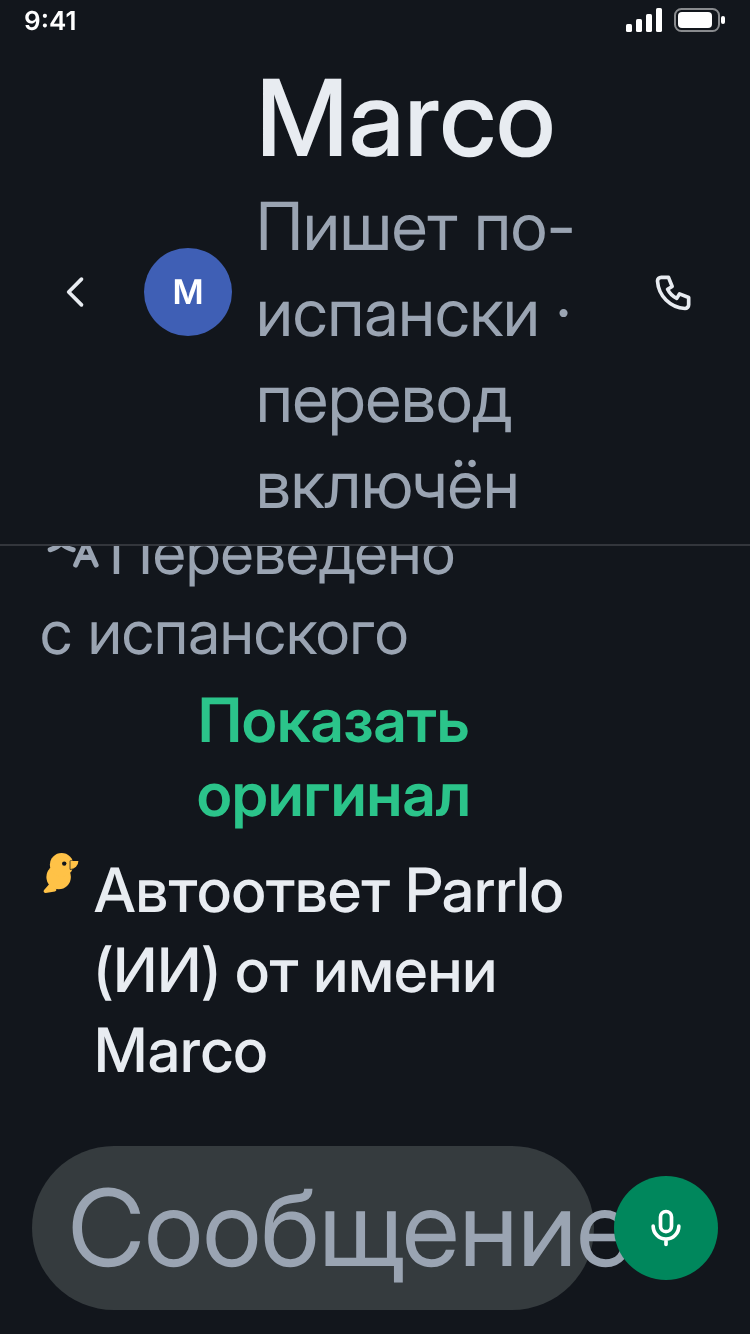 9:41
Marco
Пишет по-
испански ·
перевод
включён
M
Переведено
с испанского
Показать
оригинал
Автоответ Parrlo
(ИИ) от имени
Marco
Сообщение